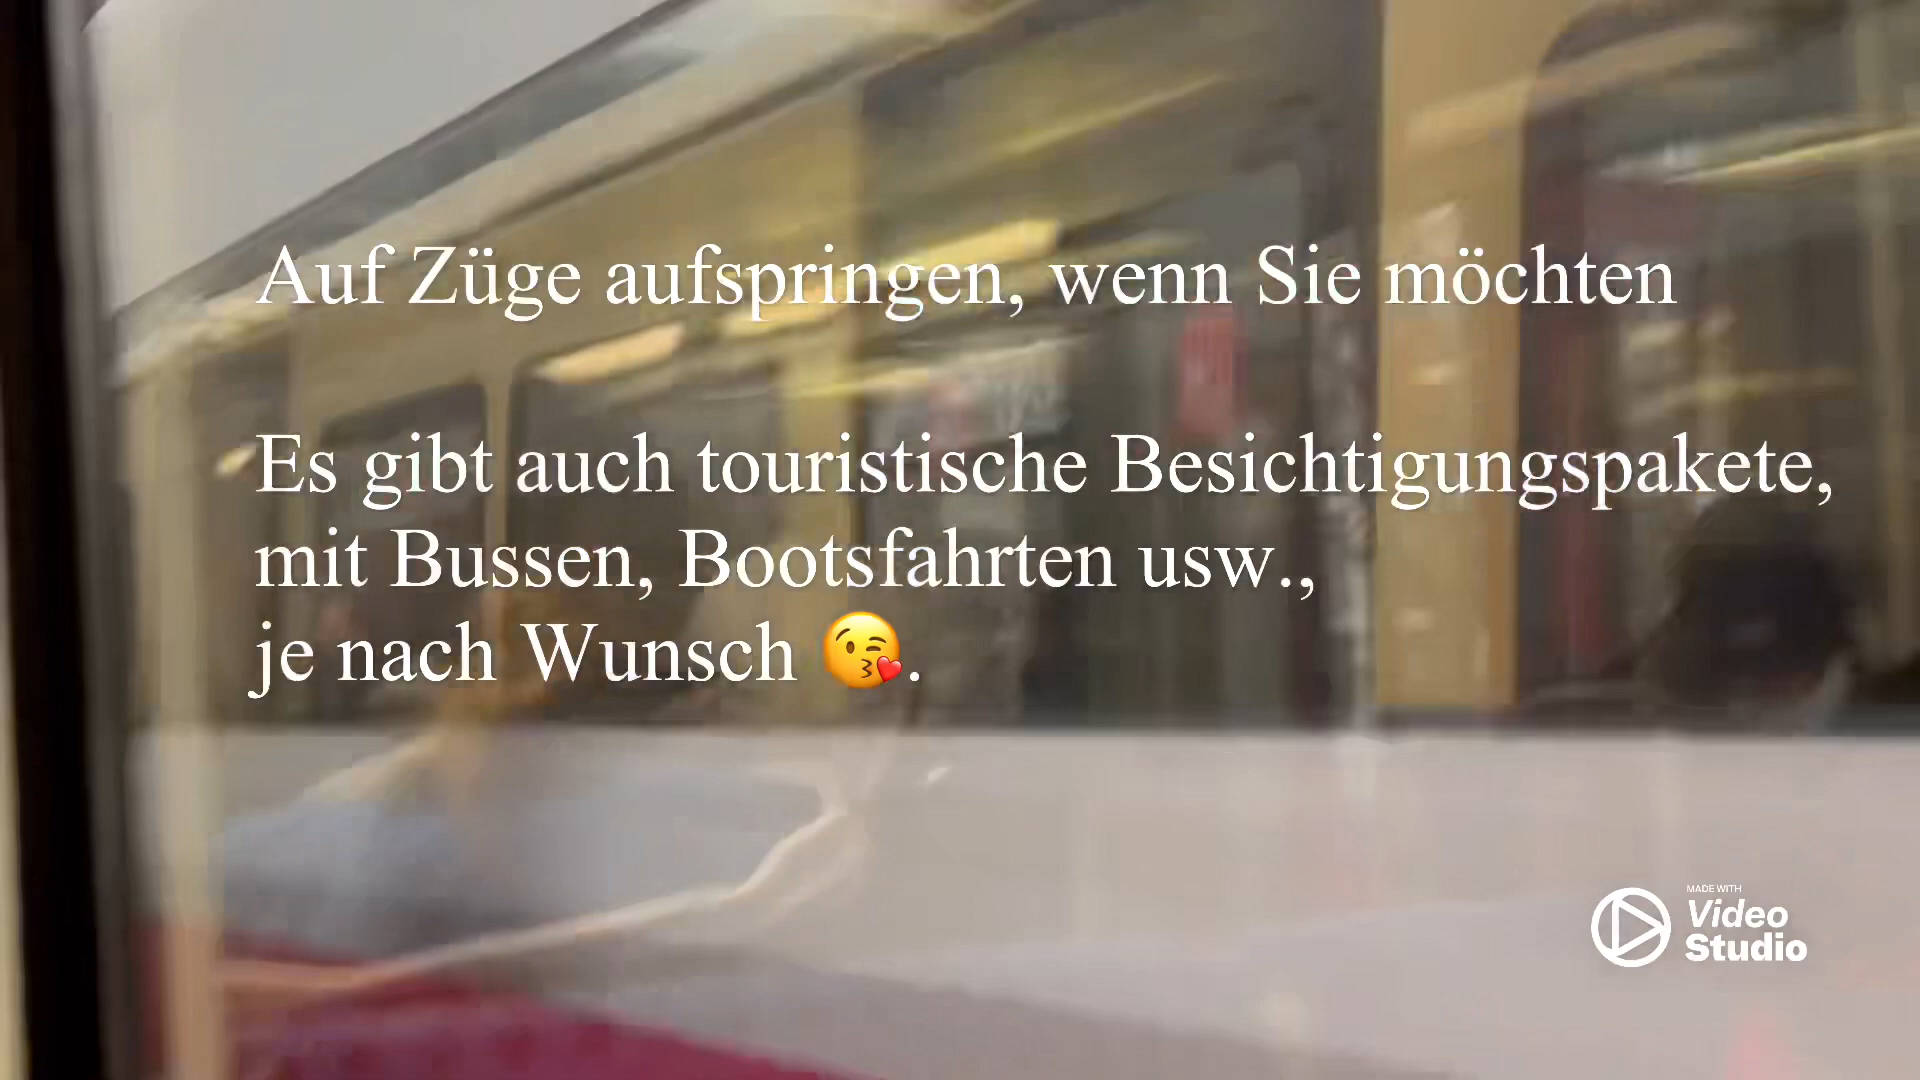 Auf Züge aufspringen, wenn Sie möchten
Es gibt auch touristische Besichtigungspakete,
mit Bussen, Bootsfahrten usw.,
je nach Wunsch 😘.
MADE WITH
Video
Studio